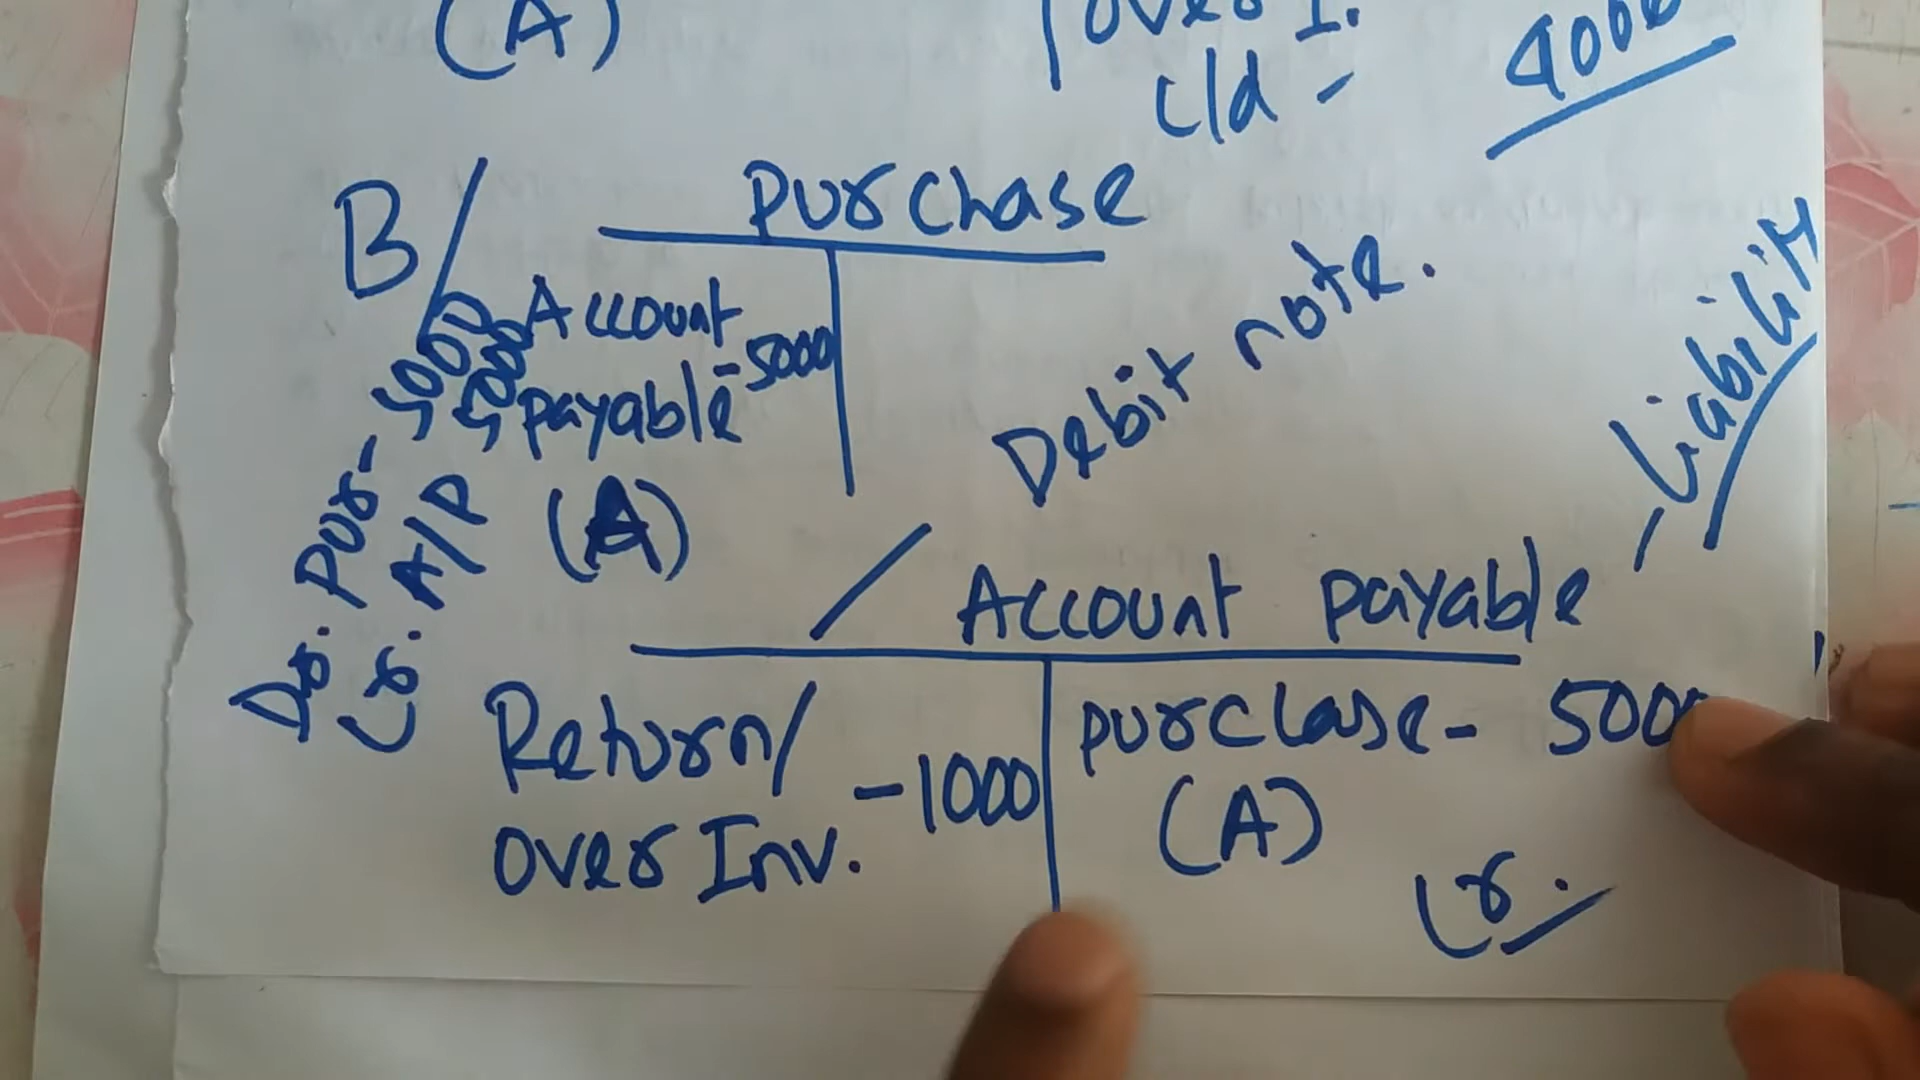 (A)
over I.
c/d -
4000
B/
Purchase
Account
payable - 5000
(A)
Dr. Pur- 5000
Cr. A/P 5000
Debit note.
Account payable - Liability
Return/
over Inv. - 1000
purchase - 5000
(A)
Cr.